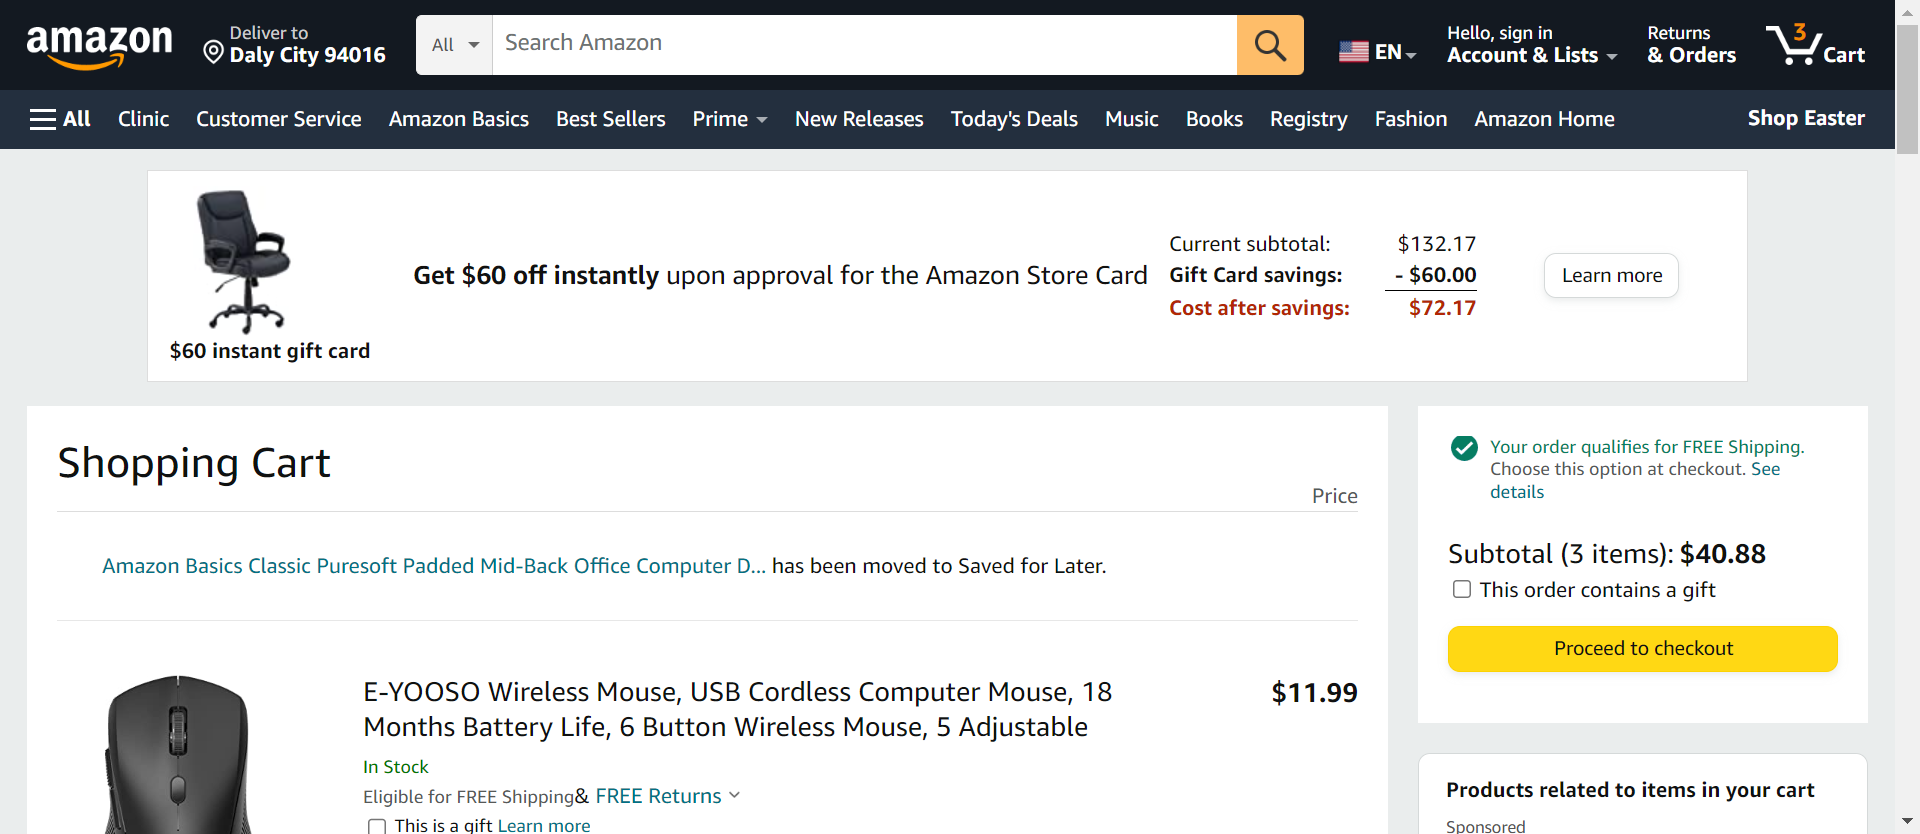 amazon
Deliver to
Daly City 94016
All
Search Amazon
EN
Hello, sign in
Account & Lists
Returns
& Orders
3
Cart
All
Clinic
Customer Service
Amazon Basics
Best Sellers
Prime
New Releases
Today's Deals
Music
Books
Registry
Fashion
Amazon Home
Shop Easter
$60 instant gift card
Get $60 off instantly upon approval for the Amazon Store Card
Current subtotal: $132.17
Gift Card savings: - $60.00
Cost after savings: $72.17
Learn more
Shopping Cart
Price
Amazon Basics Classic Puresoft Padded Mid-Back Office Computer D... has been moved to Saved for Later.
E-YOOSO Wireless Mouse, USB Cordless Computer Mouse, 18
Months Battery Life, 6 Button Wireless Mouse, 5 Adjustable
$11.99
In Stock
Eligible for FREE Shipping& FREE Returns
This is a gift Learn more
Your order qualifies for FREE Shipping.
Choose this option at checkout. See
details
Subtotal (3 items): $40.88
This order contains a gift
Proceed to checkout
Products related to items in your cart
Sponsored